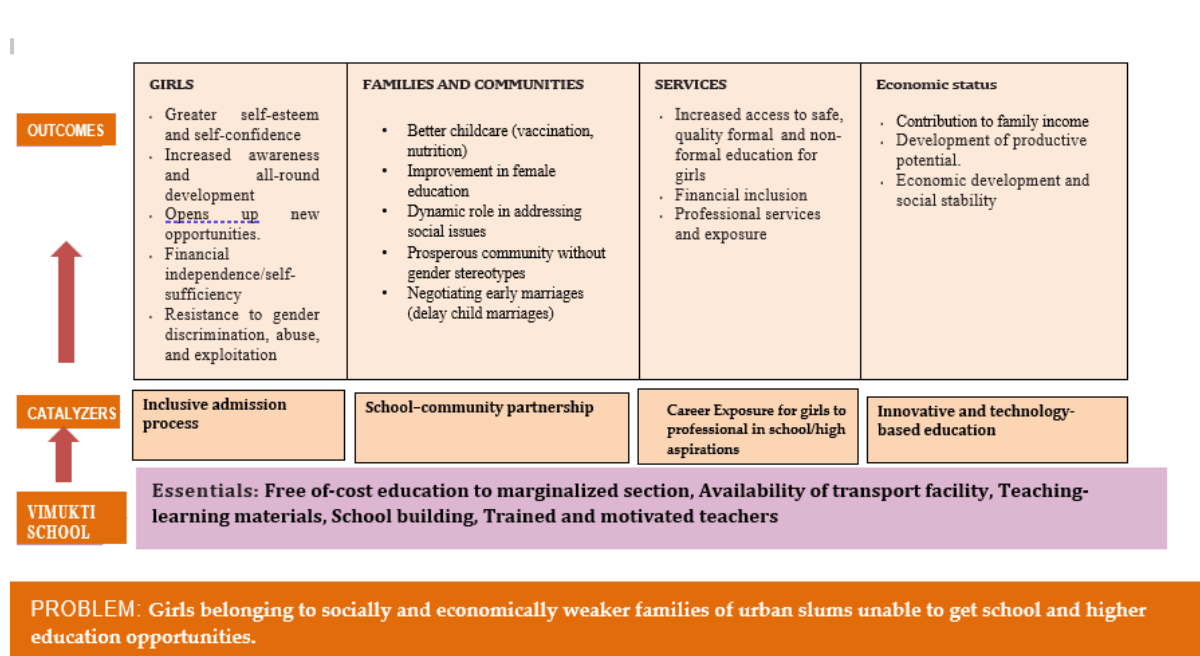 OUTCOMES
GIRLS
· Greater self-esteem
and self-confidence
· Increased awareness
and all-round
development
· Opens up new
opportunities.
· Financial
independence/self-
sufficiency
· Resistance to gender
discrimination, abuse,
and exploitation
FAMILIES AND COMMUNITIES
• Better childcare (vaccination,
nutrition)
• Improvement in female
education
• Dynamic role in addressing
social issues
• Prosperous community without
gender stereotypes
• Negotiating early marriages
(delay child marriages)
SERVICES
· Increased access to safe,
quality formal and non-
formal education for
girls
· Financial inclusion
· Professional services
and exposure
Economic status
· Contribution to family income
· Development of productive
potential.
· Economic development and
social stability
CATALYZERS
Inclusive admission
process
School–community partnership
Career Exposure for girls to
professional in school/high
aspirations
Innovative and technology-
based education
VIMUKTI
SCHOOL
Essentials: Free of-cost education to marginalized section, Availability of transport facility, Teaching-
learning materials, School building, Trained and motivated teachers
PROBLEM: Girls belonging to socially and economically weaker families of urban slums unable to get school and higher
education opportunities.